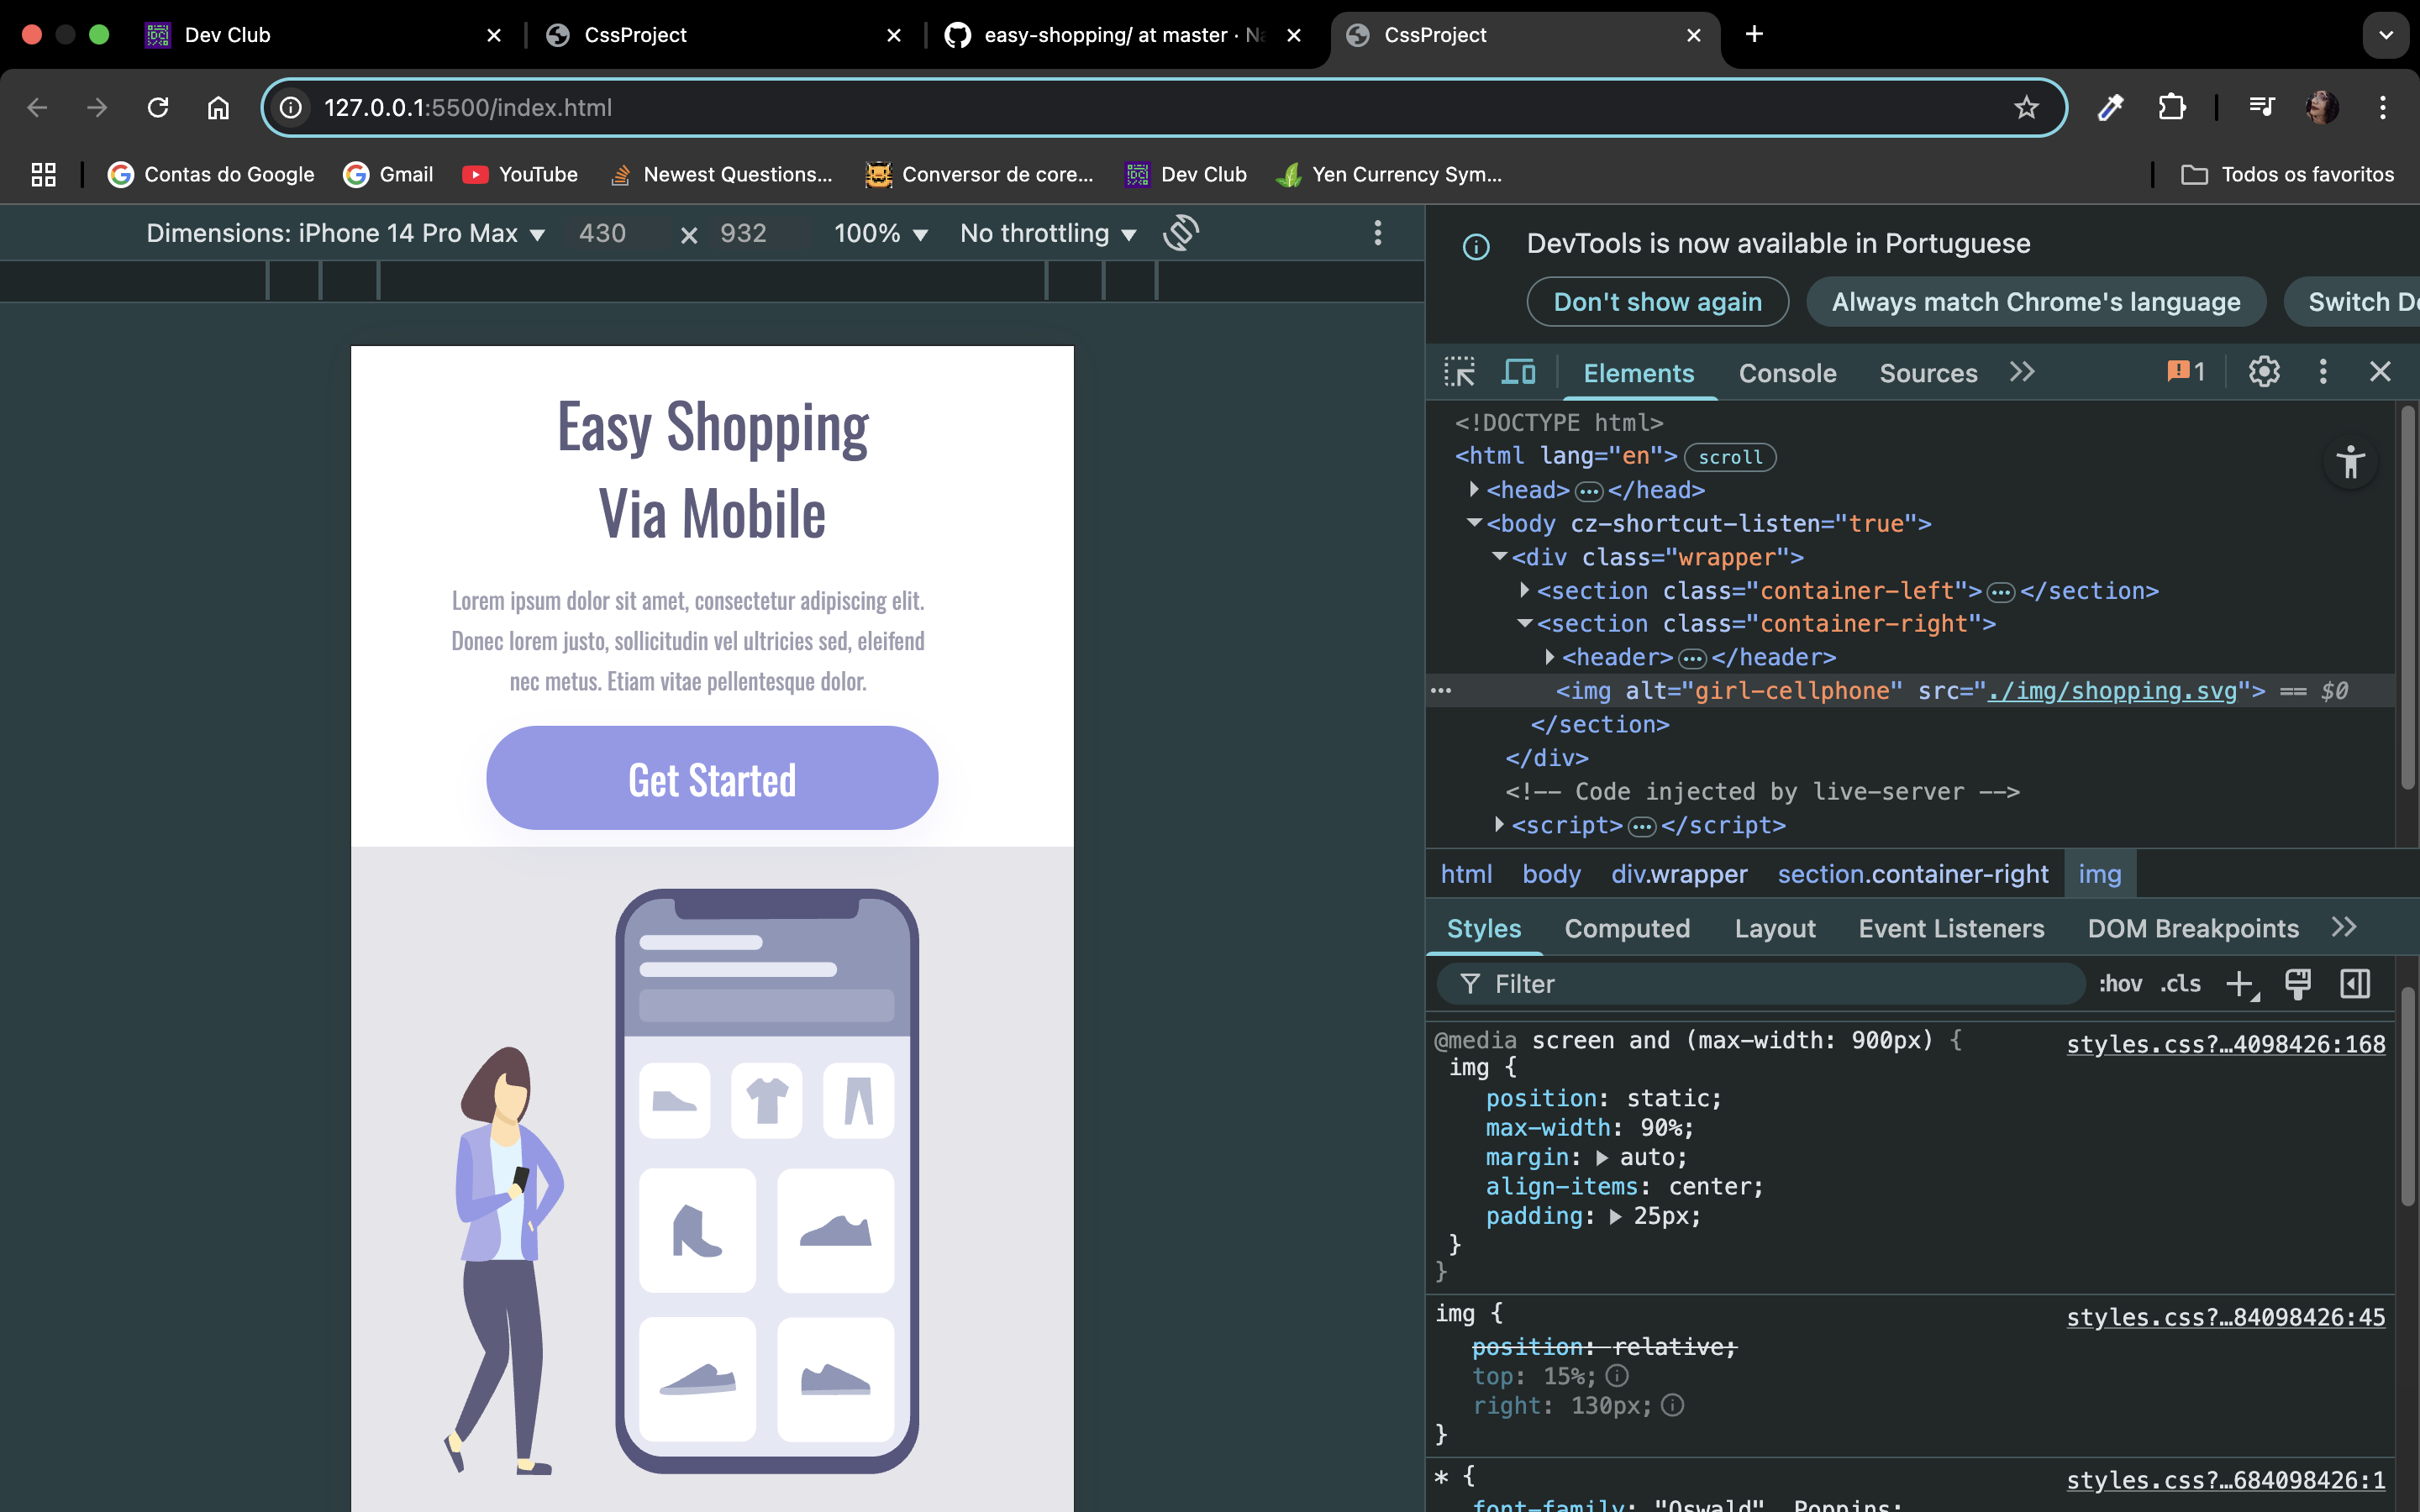 Dev Club
CssProject
easy-shopping/ at master · Na
CssProject
127.0.0.1:5500/index.html
Contas do Google
Gmail
YouTube
Newest Questions...
Conversor de core...
Dev Club
Yen Currency Sym...
Todos os favoritos
Dimensions: iPhone 14 Pro Max ▼ 430 × 932 100% ▼ No throttling ▼
DevTools is now available in Portuguese
Don't show again
Always match Chrome's language
Switch De
Elements Console Sources 1
<!DOCTYPE html>
<html lang="en"> scroll
<head> ... </head>
<body cz-shortcut-listen="true">
<div class="wrapper">
<section class="container-left"> ... </section>
<section class="container-right">
<header> ... </header>
... <img alt="girl-cellphone" src="./img/shopping.svg"> == $0
</section>
</div>
<!-- Code injected by live-server -->
<script> ... </script>
html body div.wrapper section.container-right img
Styles Computed Layout Event Listeners DOM Breakpoints
Filter :hov .cls
@media screen and (max-width: 900px) { styles.css?…4098426:168
img {
position: static;
max-width: 90%;
margin: auto;
align-items: center;
padding: 25px;
}
}
img { styles.css?…84098426:45
position: relative;
top: 15%;
right: 130px;
}
* { styles.css?…684098426:1
font-family: "Oswald", Poppins;
Easy Shopping
Via Mobile
Lorem ipsum dolor sit amet, consectetur adipiscing elit.
Donec lorem justo, sollicitudin vel ultricies sed, eleifend
nec metus. Etiam vitae pellentesque dolor.
Get Started